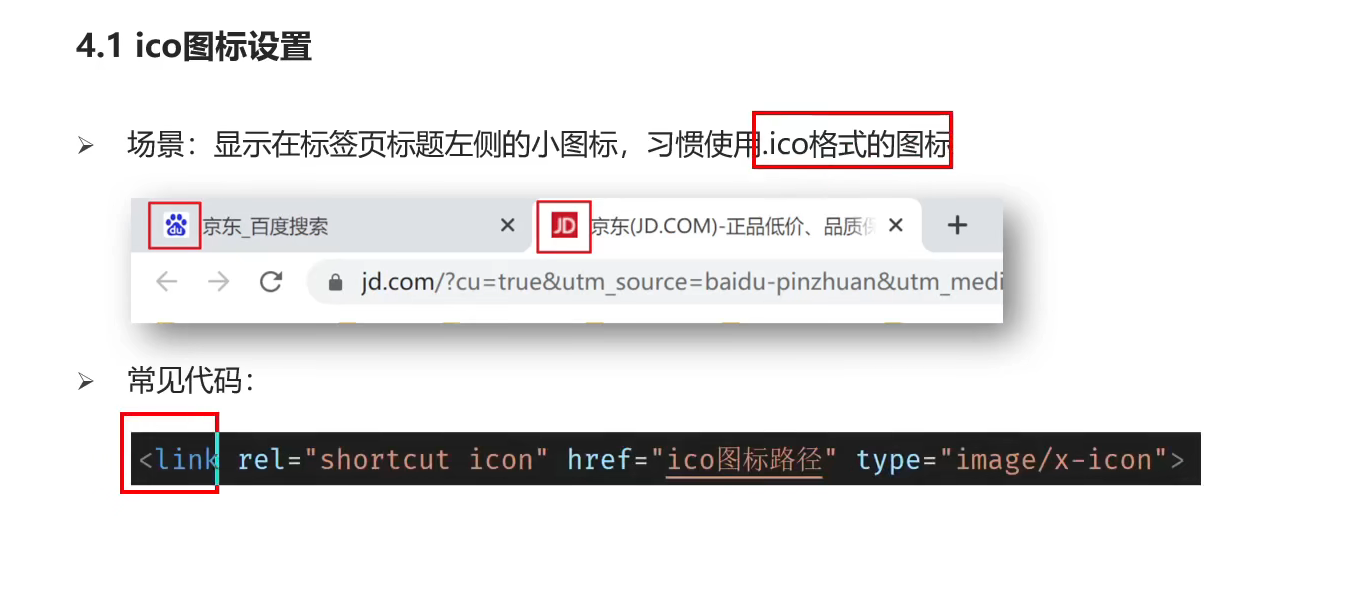 4.1 ico图标设置
场景：显示在标签页标题左侧的小图标，习惯使用.ico格式的图标
du 京东_百度搜索
JD 京东(JD.COM)-正品低价、品质保
jd.com/?cu=true&utm_source=baidu-pinzhuan&utm_medi
常见代码：
<link rel="shortcut icon" href="ico图标路径" type="image/x-icon">